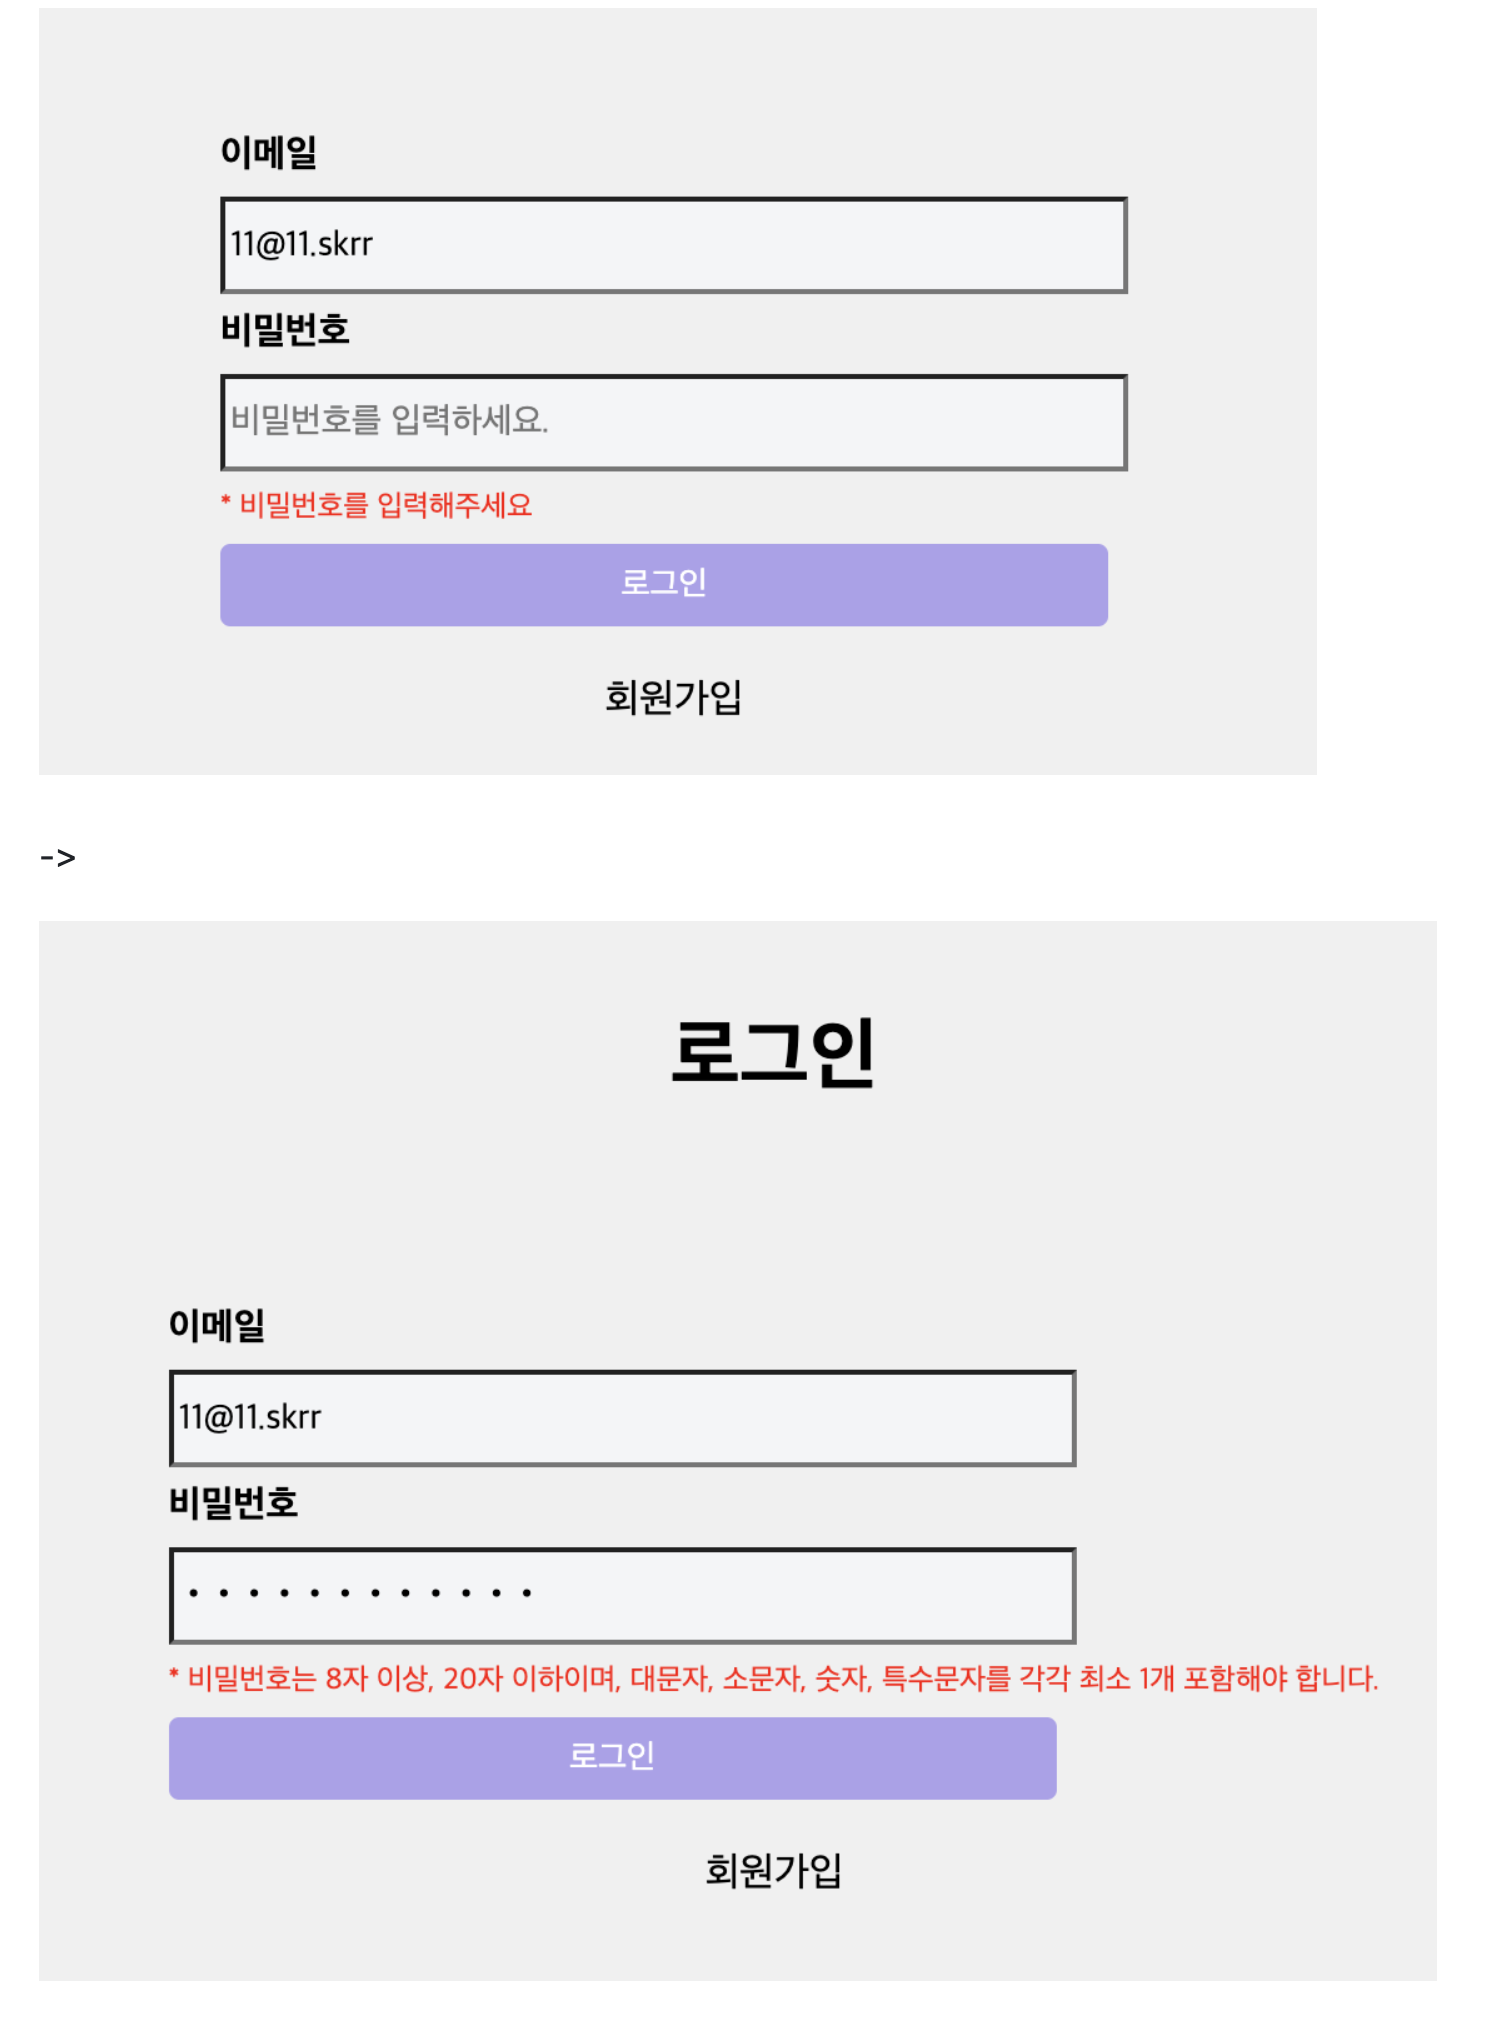 이메일
11@11.skrr
비밀번호
비밀번호를 입력하세요.
* 비밀번호를 입력해주세요
로그인
회원가입
->
로그인
이메일
11@11.skrr
비밀번호
............
* 비밀번호는 8자 이상, 20자 이하이며, 대문자, 소문자, 숫자, 특수문자를 각각 최소 1개 포함해야 합니다.
로그인
회원가입